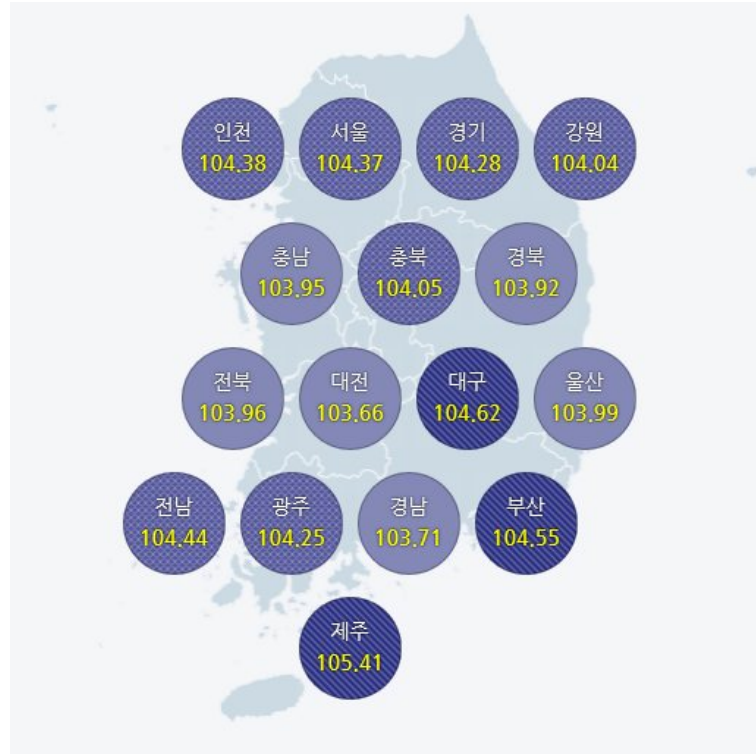 인천
104.38
서울
104.37
경기
104.28
강원
104.04
충남
103.95
충북
104.05
경북
103.92
전북
103.96
대전
103.66
대구
104.62
울산
103.99
전남
104.44
광주
104.25
경남
103.71
부산
104.55
제주
105.41